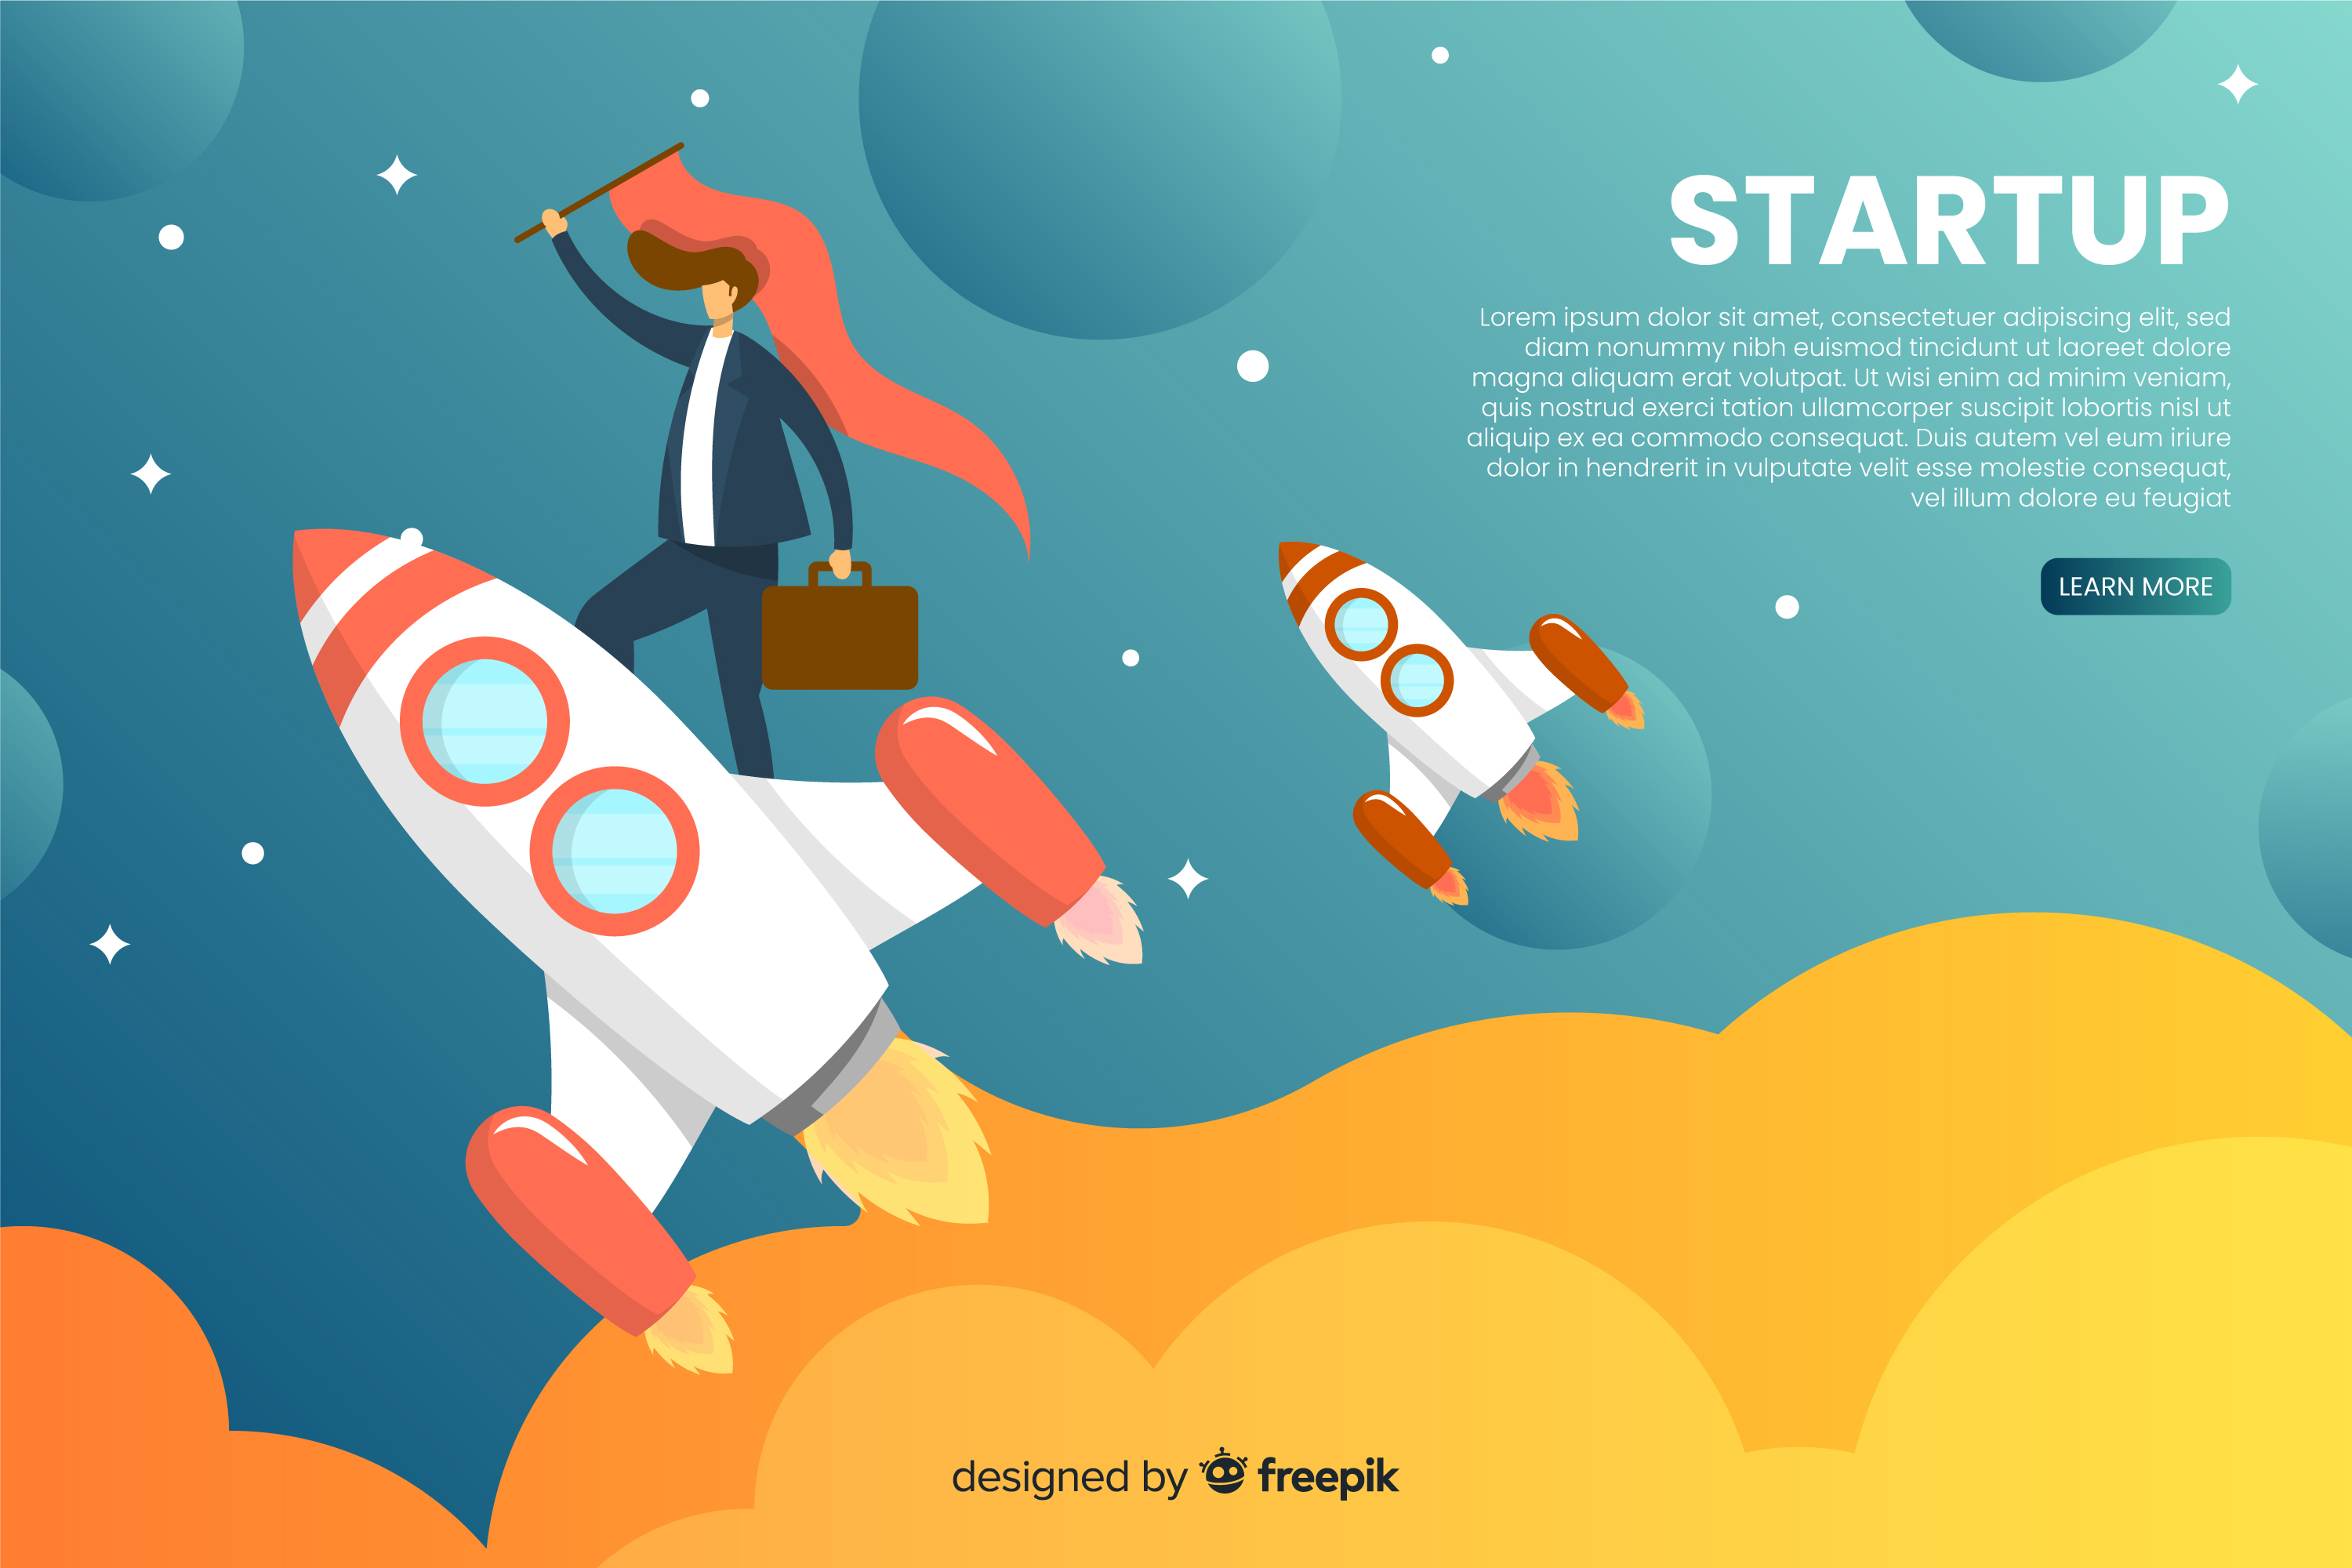 STARTUP
Lorem ipsum dolor sit amet, consectetuer adipiscing elit, sed
diam nonummy nibh euismod tincidunt ut laoreet dolore
magna aliquam erat volutpat. Ut wisi enim ad minim veniam,
quis nostrud exerci tation ullamcorper suscipit lobortis nisl ut
aliquip ex ea commodo consequat. Duis autem vel eum iriure
dolor in hendrerit in vulputate velit esse molestie consequat,
vel illum dolore eu feugiat
LEARN MORE
designed by freepik